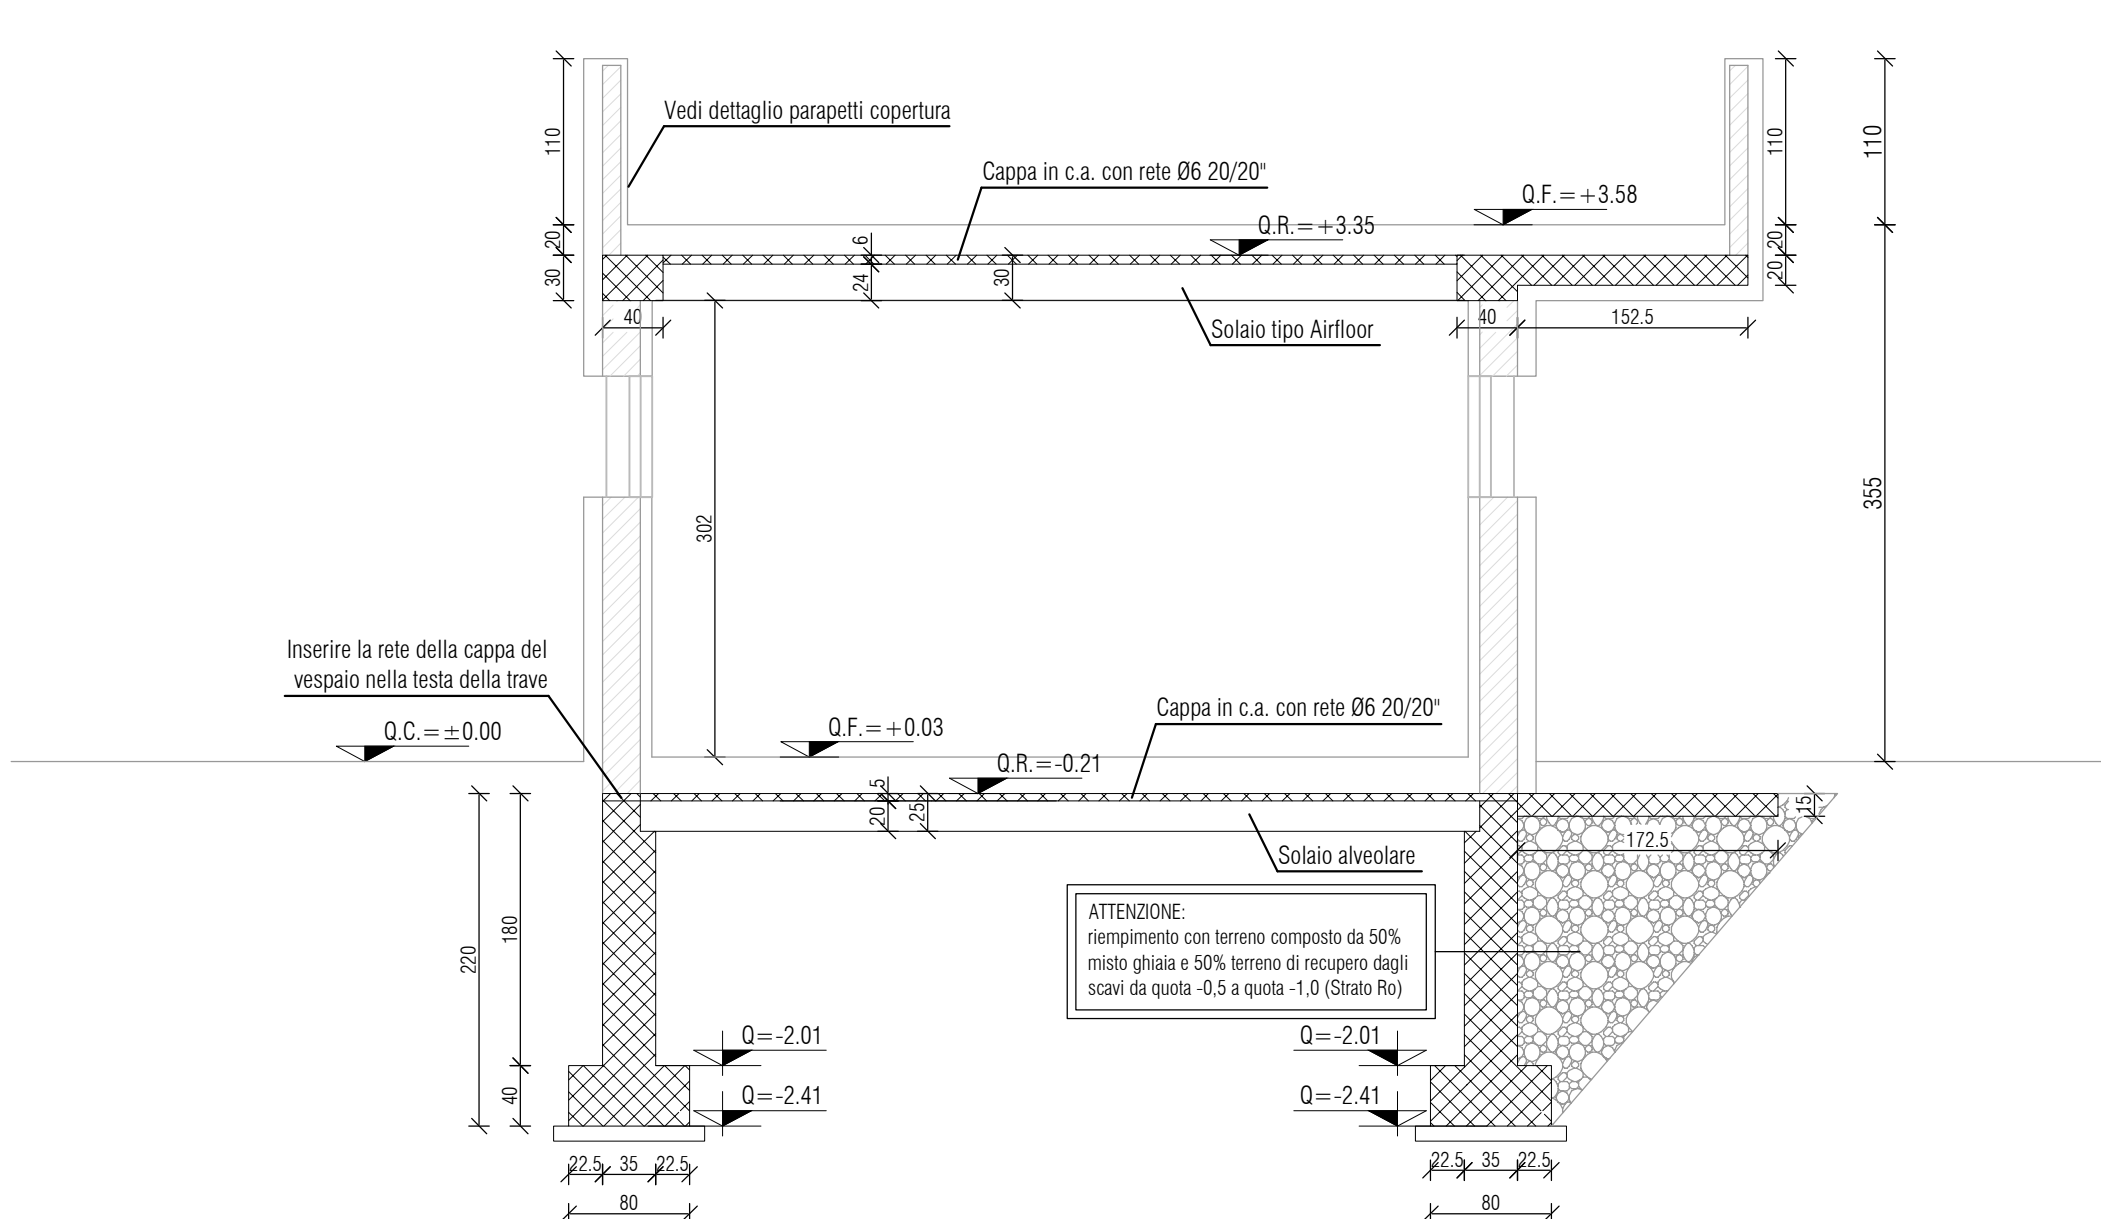 110
20
30
Vedi dettaglio parapetti copertura
Cappa in c.a. con rete Ø6 20/20"
Q.F.=+3.58
Q.R.=+3.35
6
24
30
110
20
20
110
40
Solaio tipo Airfloor
40
152.5
302
355
Inserire la rete della cappa del
vespaio nella testa della trave
Q.C.=±0.00
Q.F.=+0.03
Cappa in c.a. con rete Ø6 20/20"
Q.R.=-0.21
5
20
25
15
172.5
Solaio alveolare
220
180
40
ATTENZIONE:
riempimento con terreno composto da 50%
misto ghiaia e 50% terreno di recupero dagli
scavi da quota -0,5 a quota -1,0 (Strato Ro)
Q=-2.01
Q=-2.01
Q=-2.41
Q=-2.41
22.5 35 22.5
80
22.5 35 22.5
80